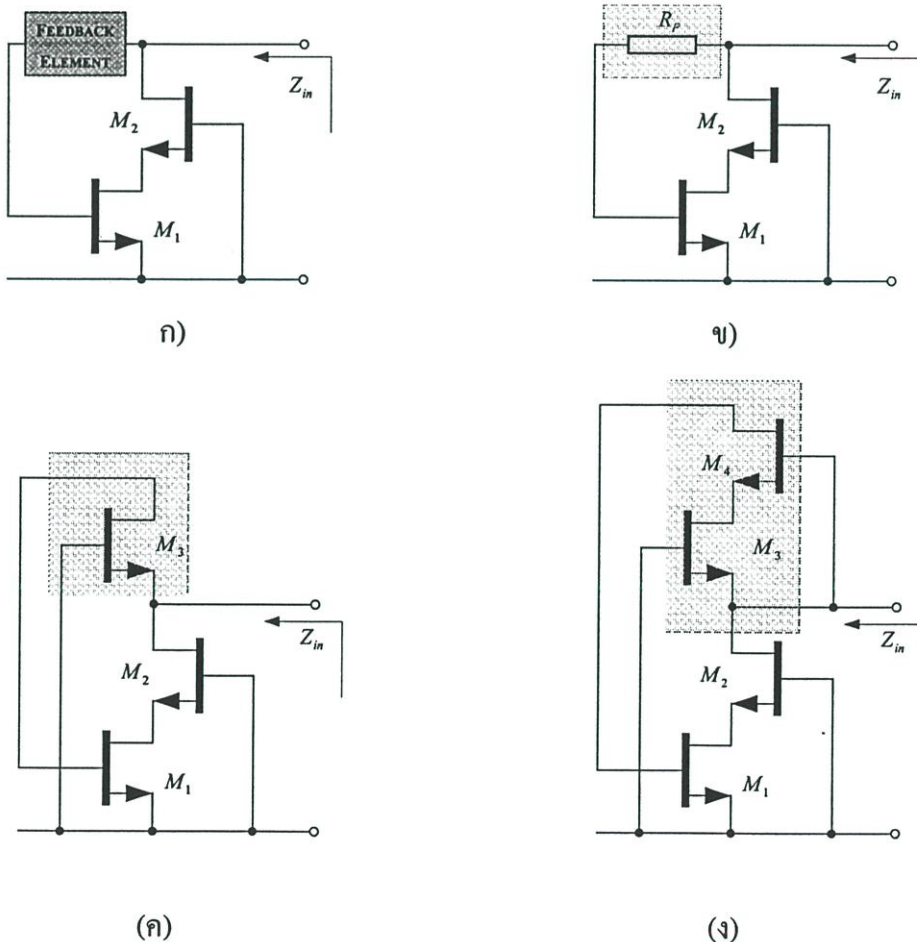 FEEDBACK
ELEMENT
Z_in
M_2
M_1
ก)
R_P
Z_in
M_2
M_1
ข)
M_3
Z_in
M_2
M_1
(ค)
M_4
M_3
Z_in
M_2
M_1
(ง)